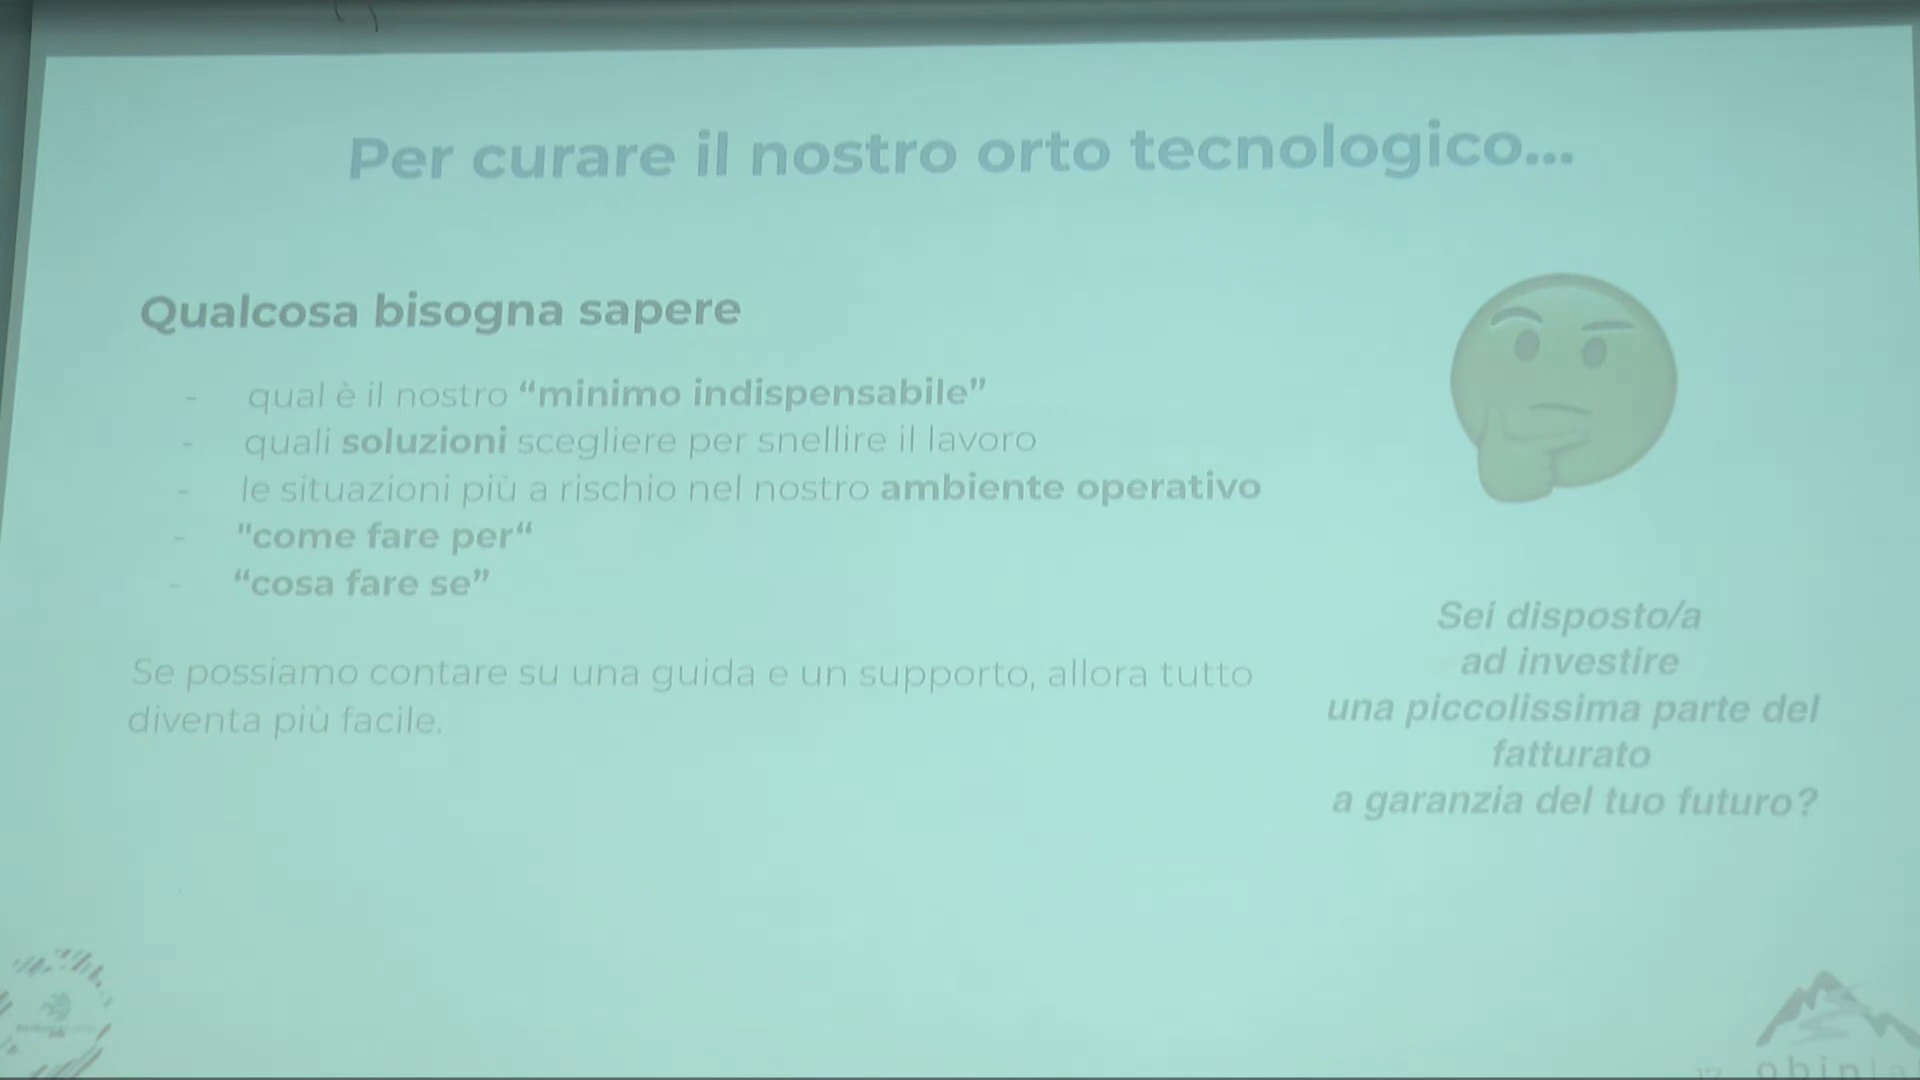 Per curare il nostro orto tecnologico...
Qualcosa bisogna sapere
- qual è il nostro “minimo indispensabile”
- quali soluzioni scegliere per snellire il lavoro
- le situazioni più a rischio nel nostro ambiente operativo
- "come fare per“
- “cosa fare se”
Se possiamo contare su una guida e un supporto, allora tutto
diventa più facile.
Sei disposto/a
ad investire
una piccolissima parte del
fatturato
a garanzia del tuo futuro?